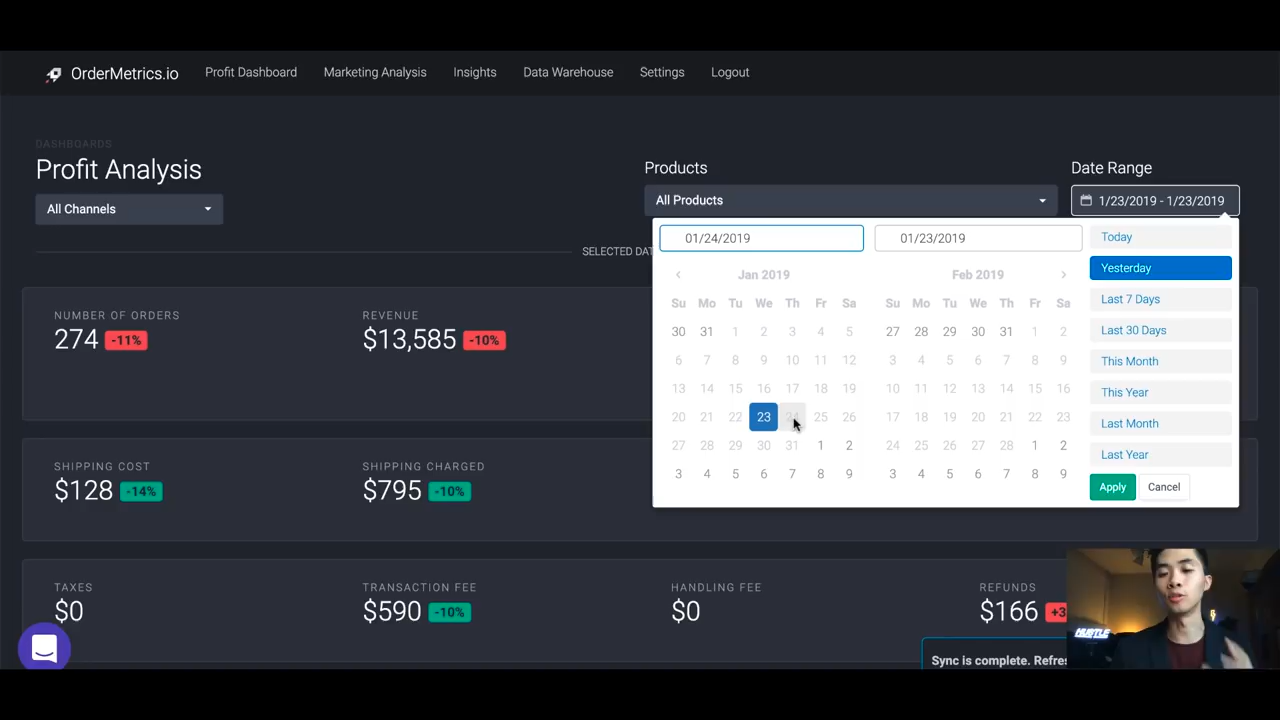 OrderMetrics.io Profit Dashboard Marketing Analysis Insights Data Warehouse Settings Logout
DASHBOARDS
Profit Analysis
All Channels
Products
All Products
Date Range
1/23/2019 - 1/23/2019
SELECTED DAT
01/24/2019 01/23/2019
Jan 2019
Su Mo Tu We Th Fr Sa
30 31 1 2 3 4 5
6 7 8 9 10 11 12
13 14 15 16 17 18 19
20 21 22 23 24 25 26
27 28 29 30 31 1 2
3 4 5 6 7 8 9
Feb 2019
Su Mo Tu We Th Fr Sa
27 28 29 30 31 1 2
3 4 5 6 7 8 9
10 11 12 13 14 15 16
17 18 19 20 21 22 23
24 25 26 27 28 1 2
3 4 5 6 7 8 9
Today
Yesterday
Last 7 Days
Last 30 Days
This Month
This Year
Last Month
Last Year
Apply Cancel
NUMBER OF ORDERS
274 -11%
REVENUE
$13,585 -10%
SHIPPING COST
$128 -14%
SHIPPING CHARGED
$795 -10%
TAXES
$0
TRANSACTION FEE
$590 -10%
HANDLING FEE
$0
REFUNDS
$166 +3
Sync is complete. Refre
HUSTLE